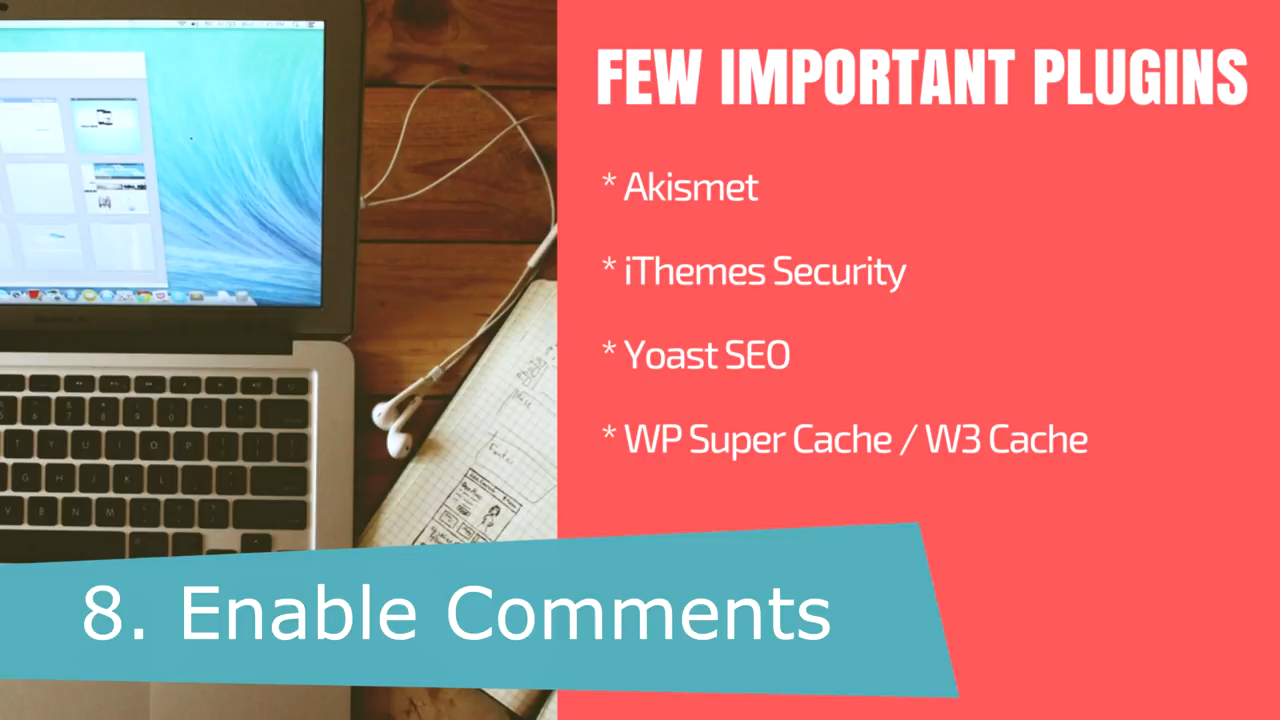 FEW IMPORTANT PLUGINS
* Akismet
* iThemes Security
* Yoast SEO
* WP Super Cache / W3 Cache
8. Enable Comments